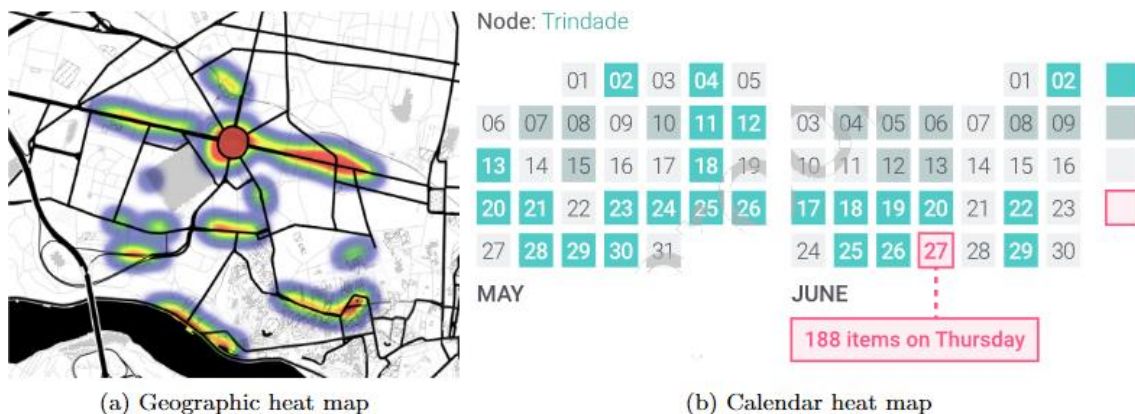 Node: Trindade
01 02 03 04 05
06 07 08 09 10 11 12
13 14 15 16 17 18 19
20 21 22 23 24 25 26
27 28 29 30 31
MAY
01 02
03 04 05 06 07 08 09
10 11 12 13 14 15 16
17 18 19 20 21 22 23
24 25 26 27 28 29 30
JUNE
188 items on Thursday
(a) Geographic heat map
(b) Calendar heat map